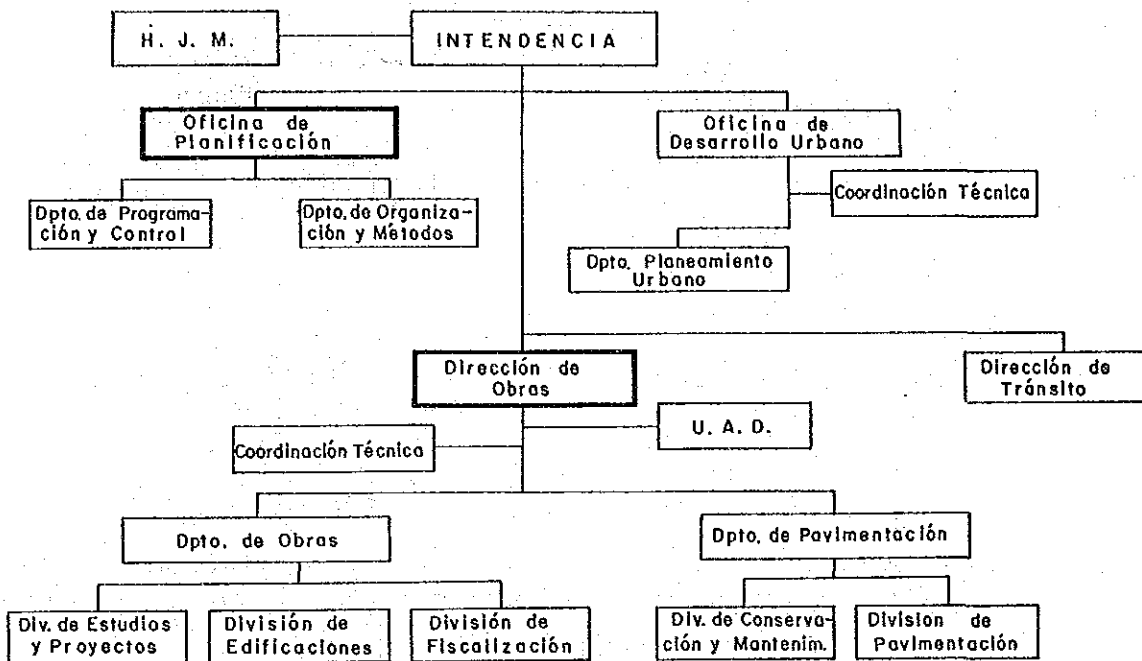 H. J. M.
INTENDENCIA
Oficina de
Planificación
Oficina de
Desarrollo Urbano
Coordinación Técnica
Dpto. de Programa-
ción y Control
Dpto. de Organiza-
ción y Métodos
Dpto. Planeamiento
Urbano
Dirección de
Obras
Dirección de
Tránsito
U. A. D.
Coordinación Técnica
Dpto. de Obras
Dpto. de Pavimentación
Div. de Estudios
y Proyectos
División de
Edificaciones
División de
Fiscalización
Div. de Conserva-
ción y Mantenim.
Division de
Pavimentación